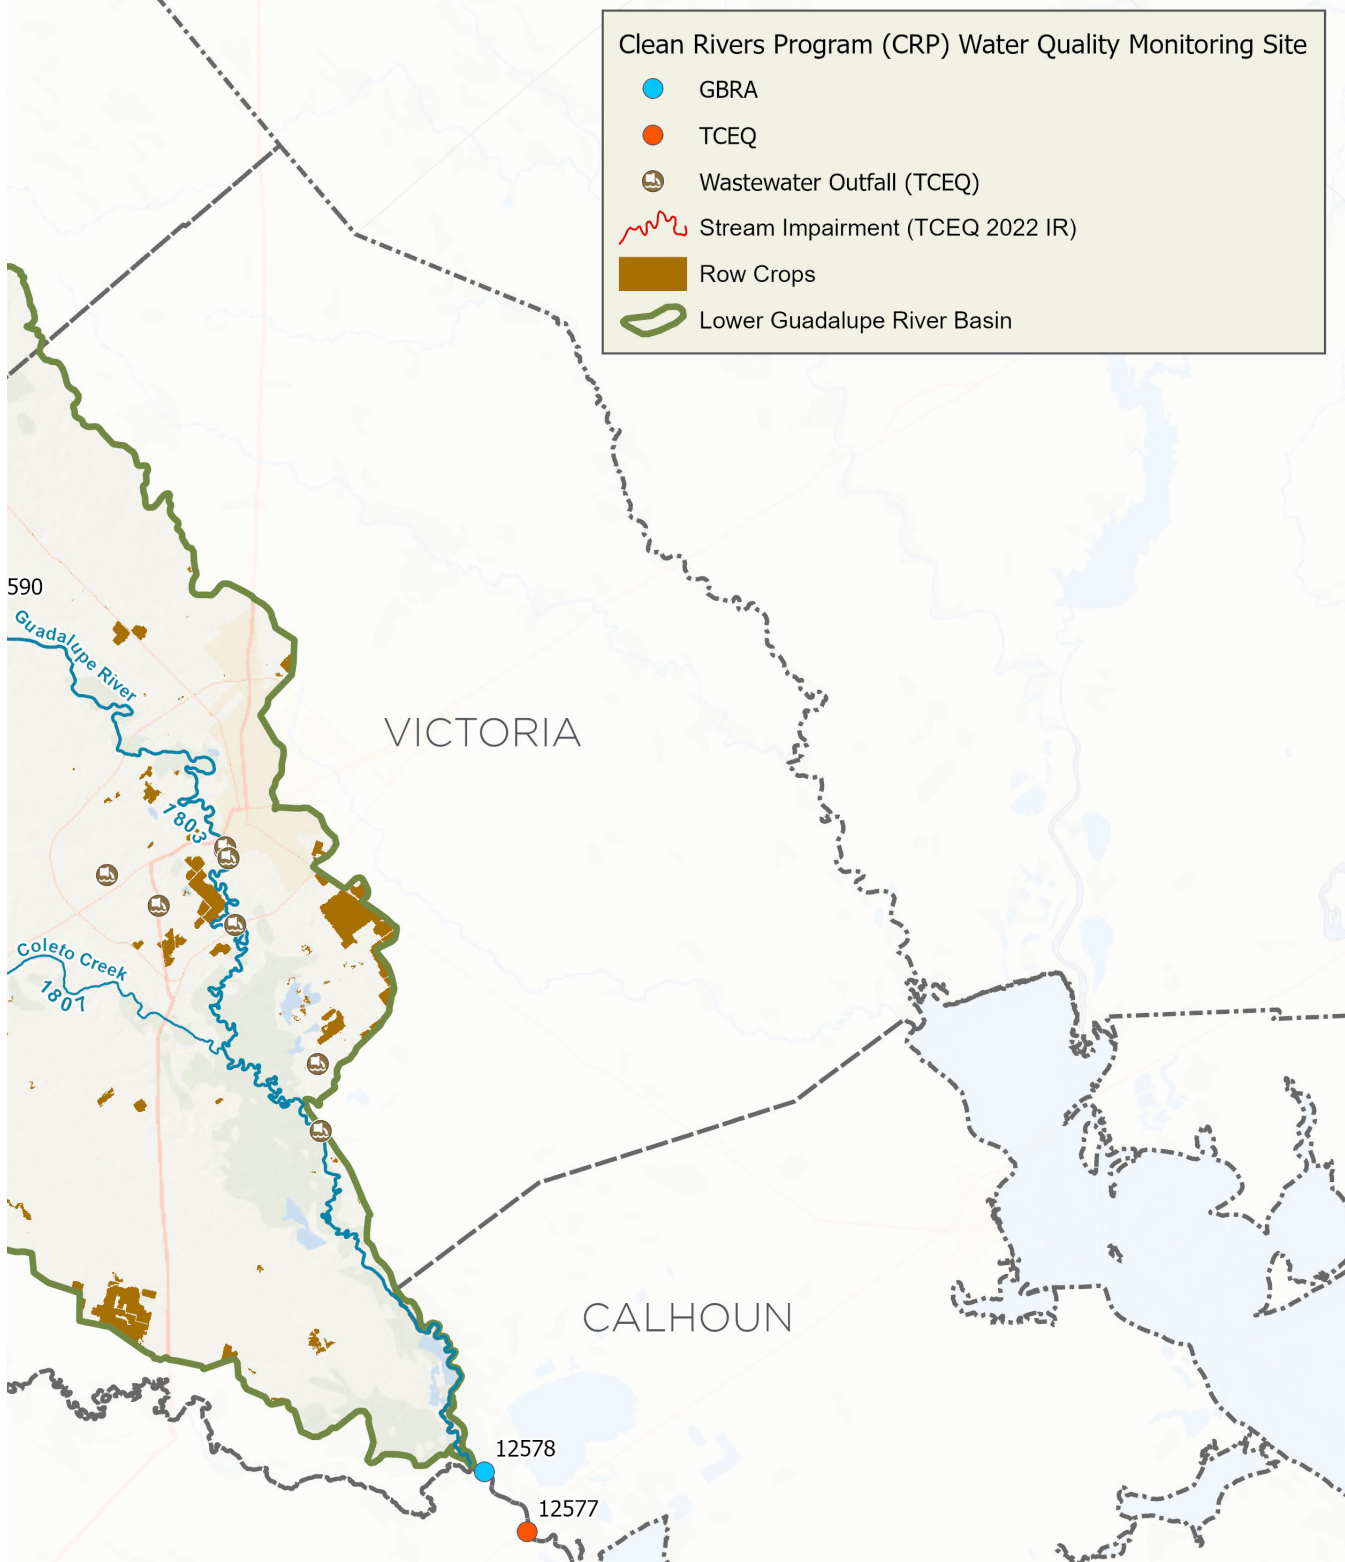 Clean Rivers Program (CRP) Water Quality Monitoring Site
GBRA
TCEQ
Wastewater Outfall (TCEQ)
Stream Impairment (TCEQ 2022 IR)
Row Crops
Lower Guadalupe River Basin
590
Guadalupe River
VICTORIA
1803
Coleto Creek
1807
CALHOUN
12578
12577